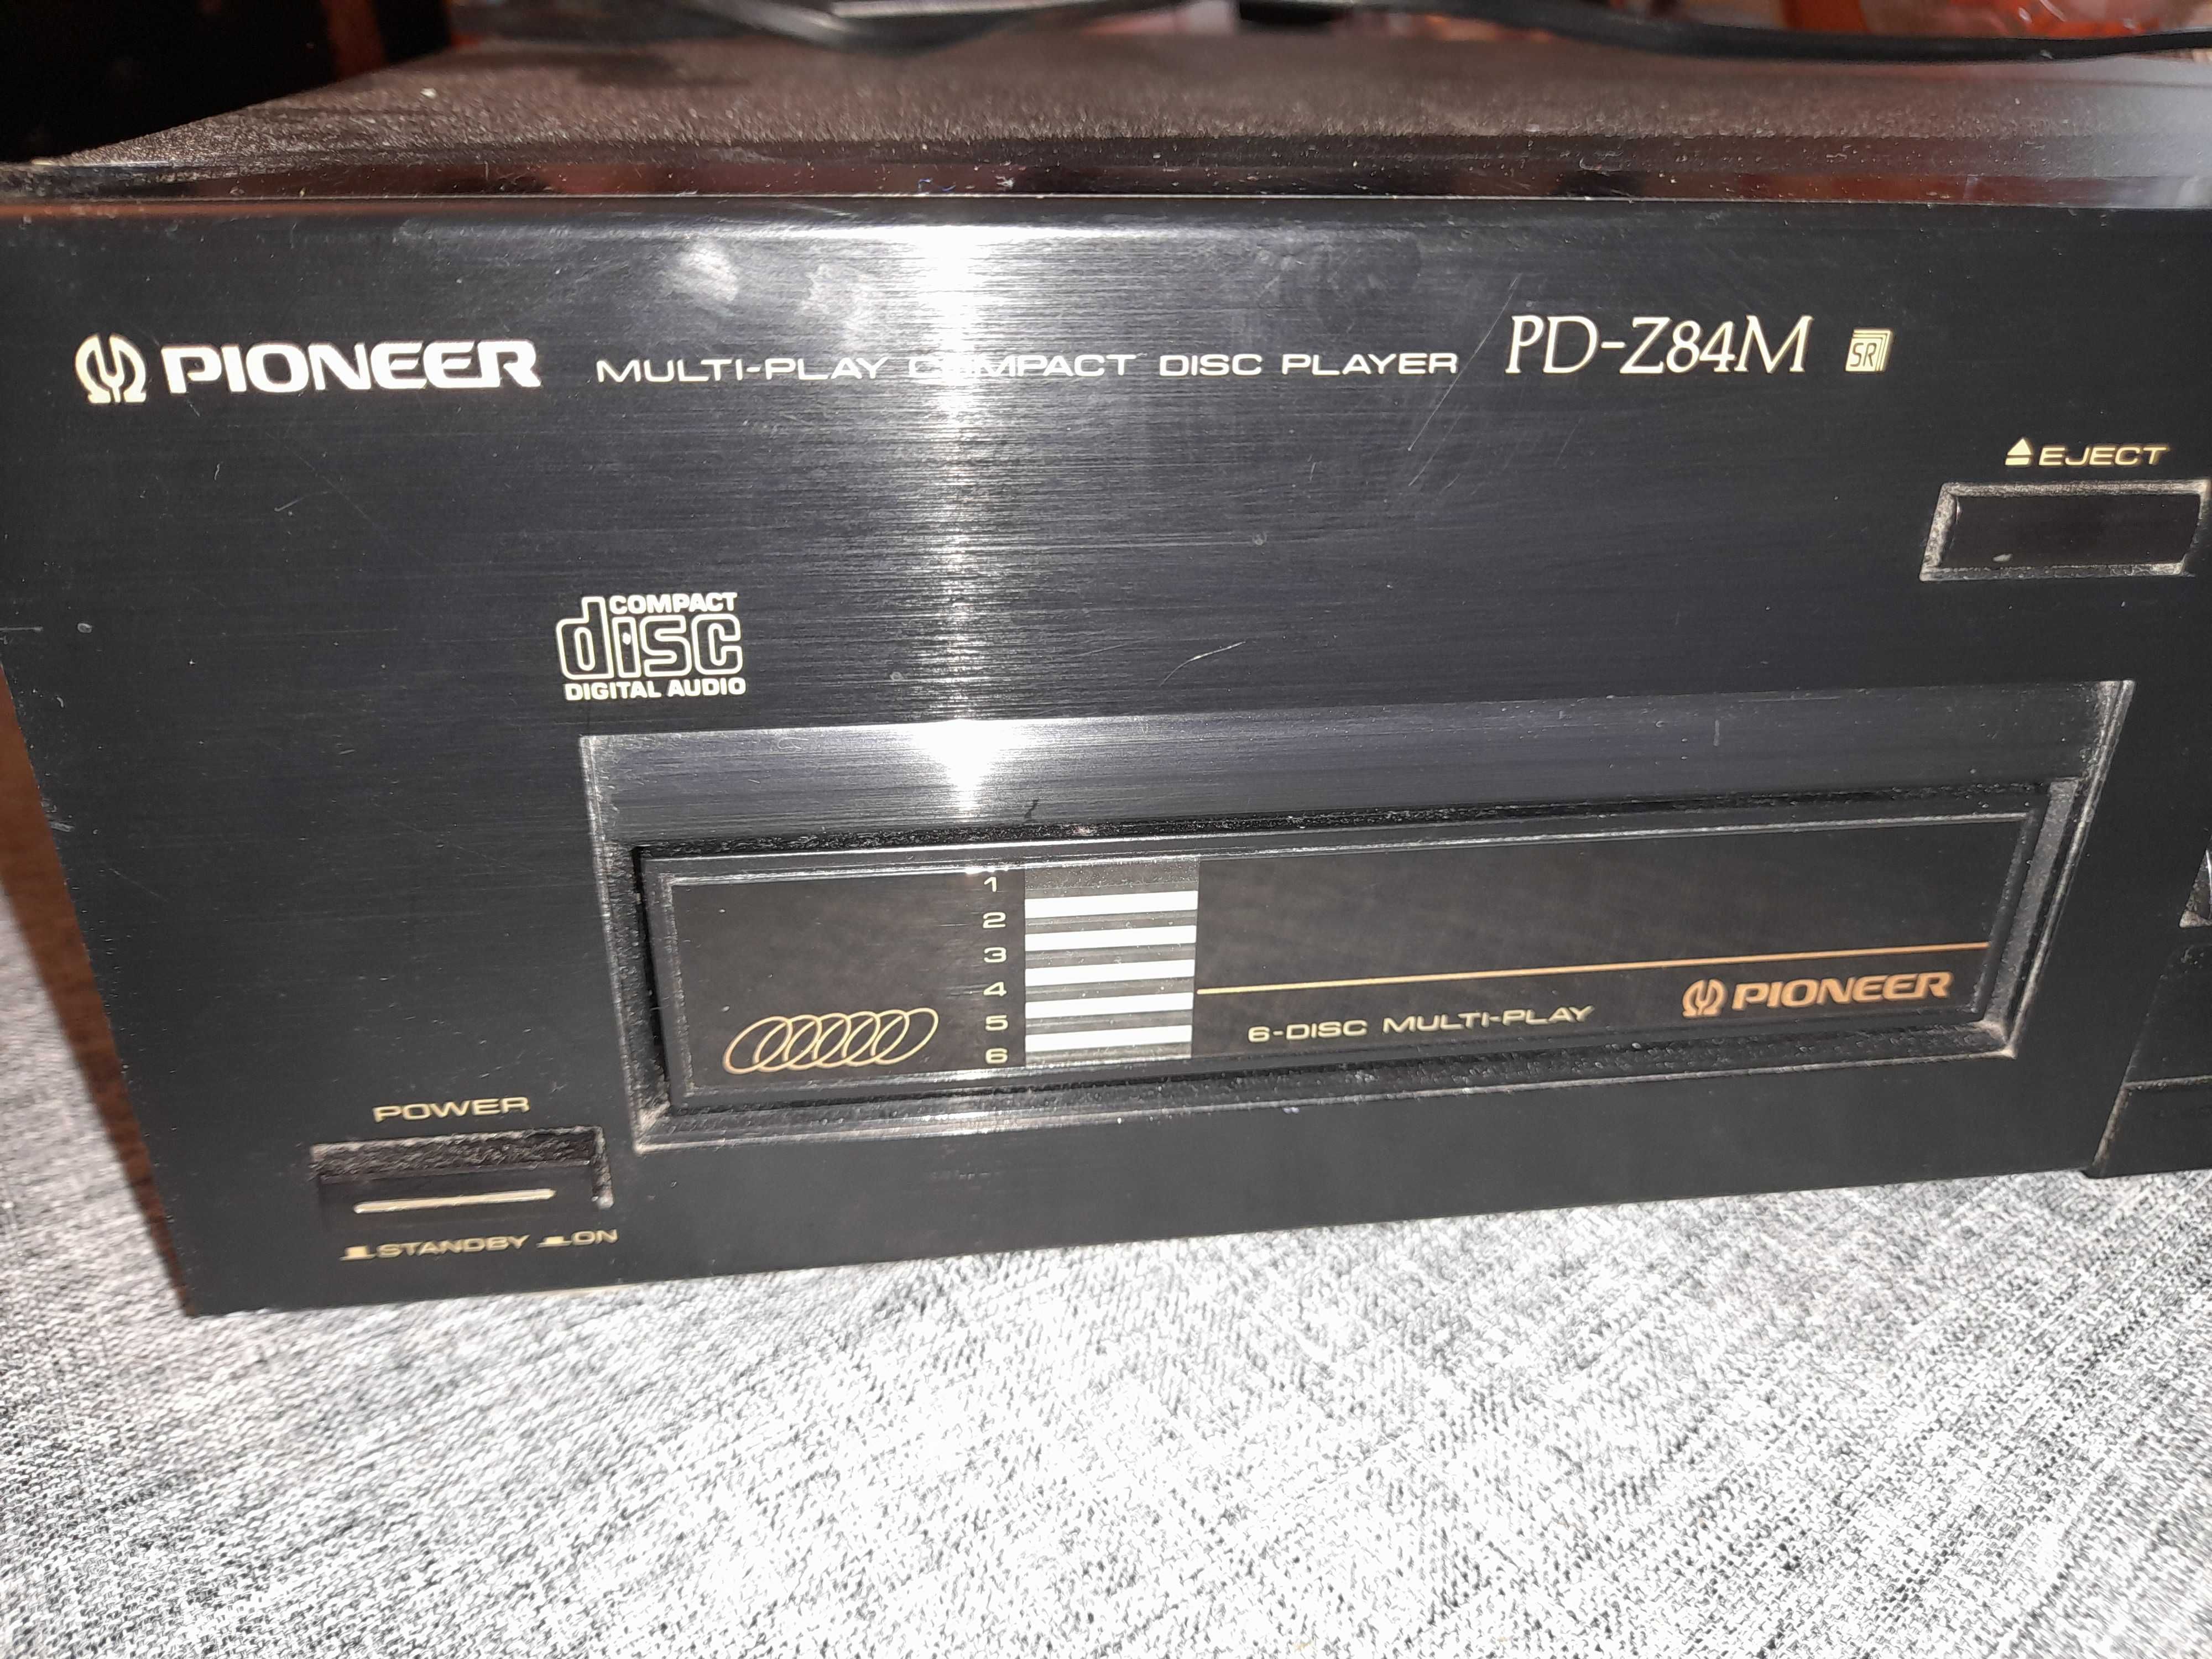 PIONEER MULTI-PLAY COMPACT DISC PLAYER PD-Z84M SR
EJECT
COMPACT
disc
DIGITAL AUDIO
1
2
3
4
5
6
6-DISC MULTI-PLAY PIONEER
POWER
STANDBY ON